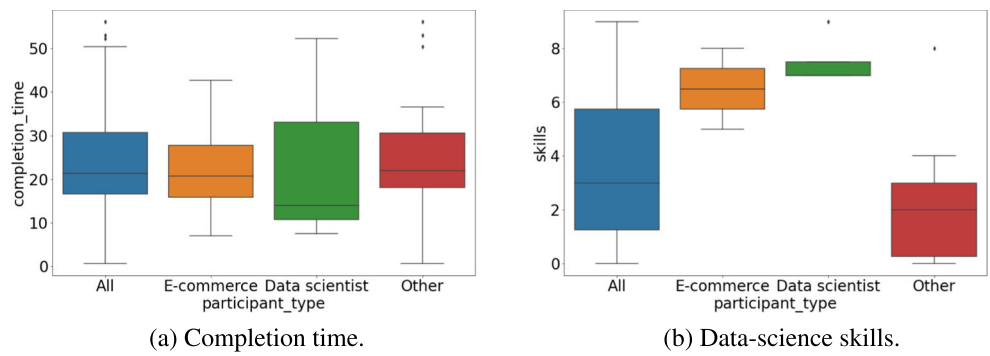 completion_time
50
40
30
20
10
0
All E-commerce Data scientist Other
participant_type
(a) Completion time.
skills
8
6
4
2
0
All E-commerce Data scientist Other
participant_type
(b) Data-science skills.